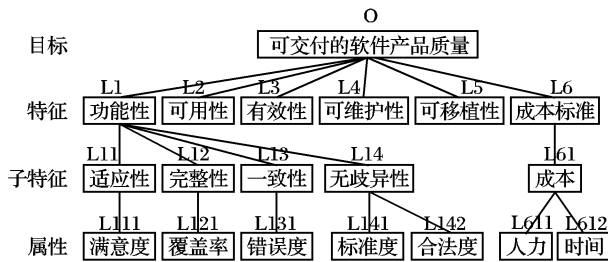 O
目标 可交付的软件产品质量
L1 L2 L3 L4 L5 L6
特征 功能性 可用性 有效性 可维护性 可移植性 成本标准
L11 L12 L13 L14 L61
子特征 适应性 完整性 一致性 无歧异性 成本
L111 L121 L131 L141 L142 L611 L612
属性 满意度 覆盖率 错误度 标准度 合法度 人力 时间